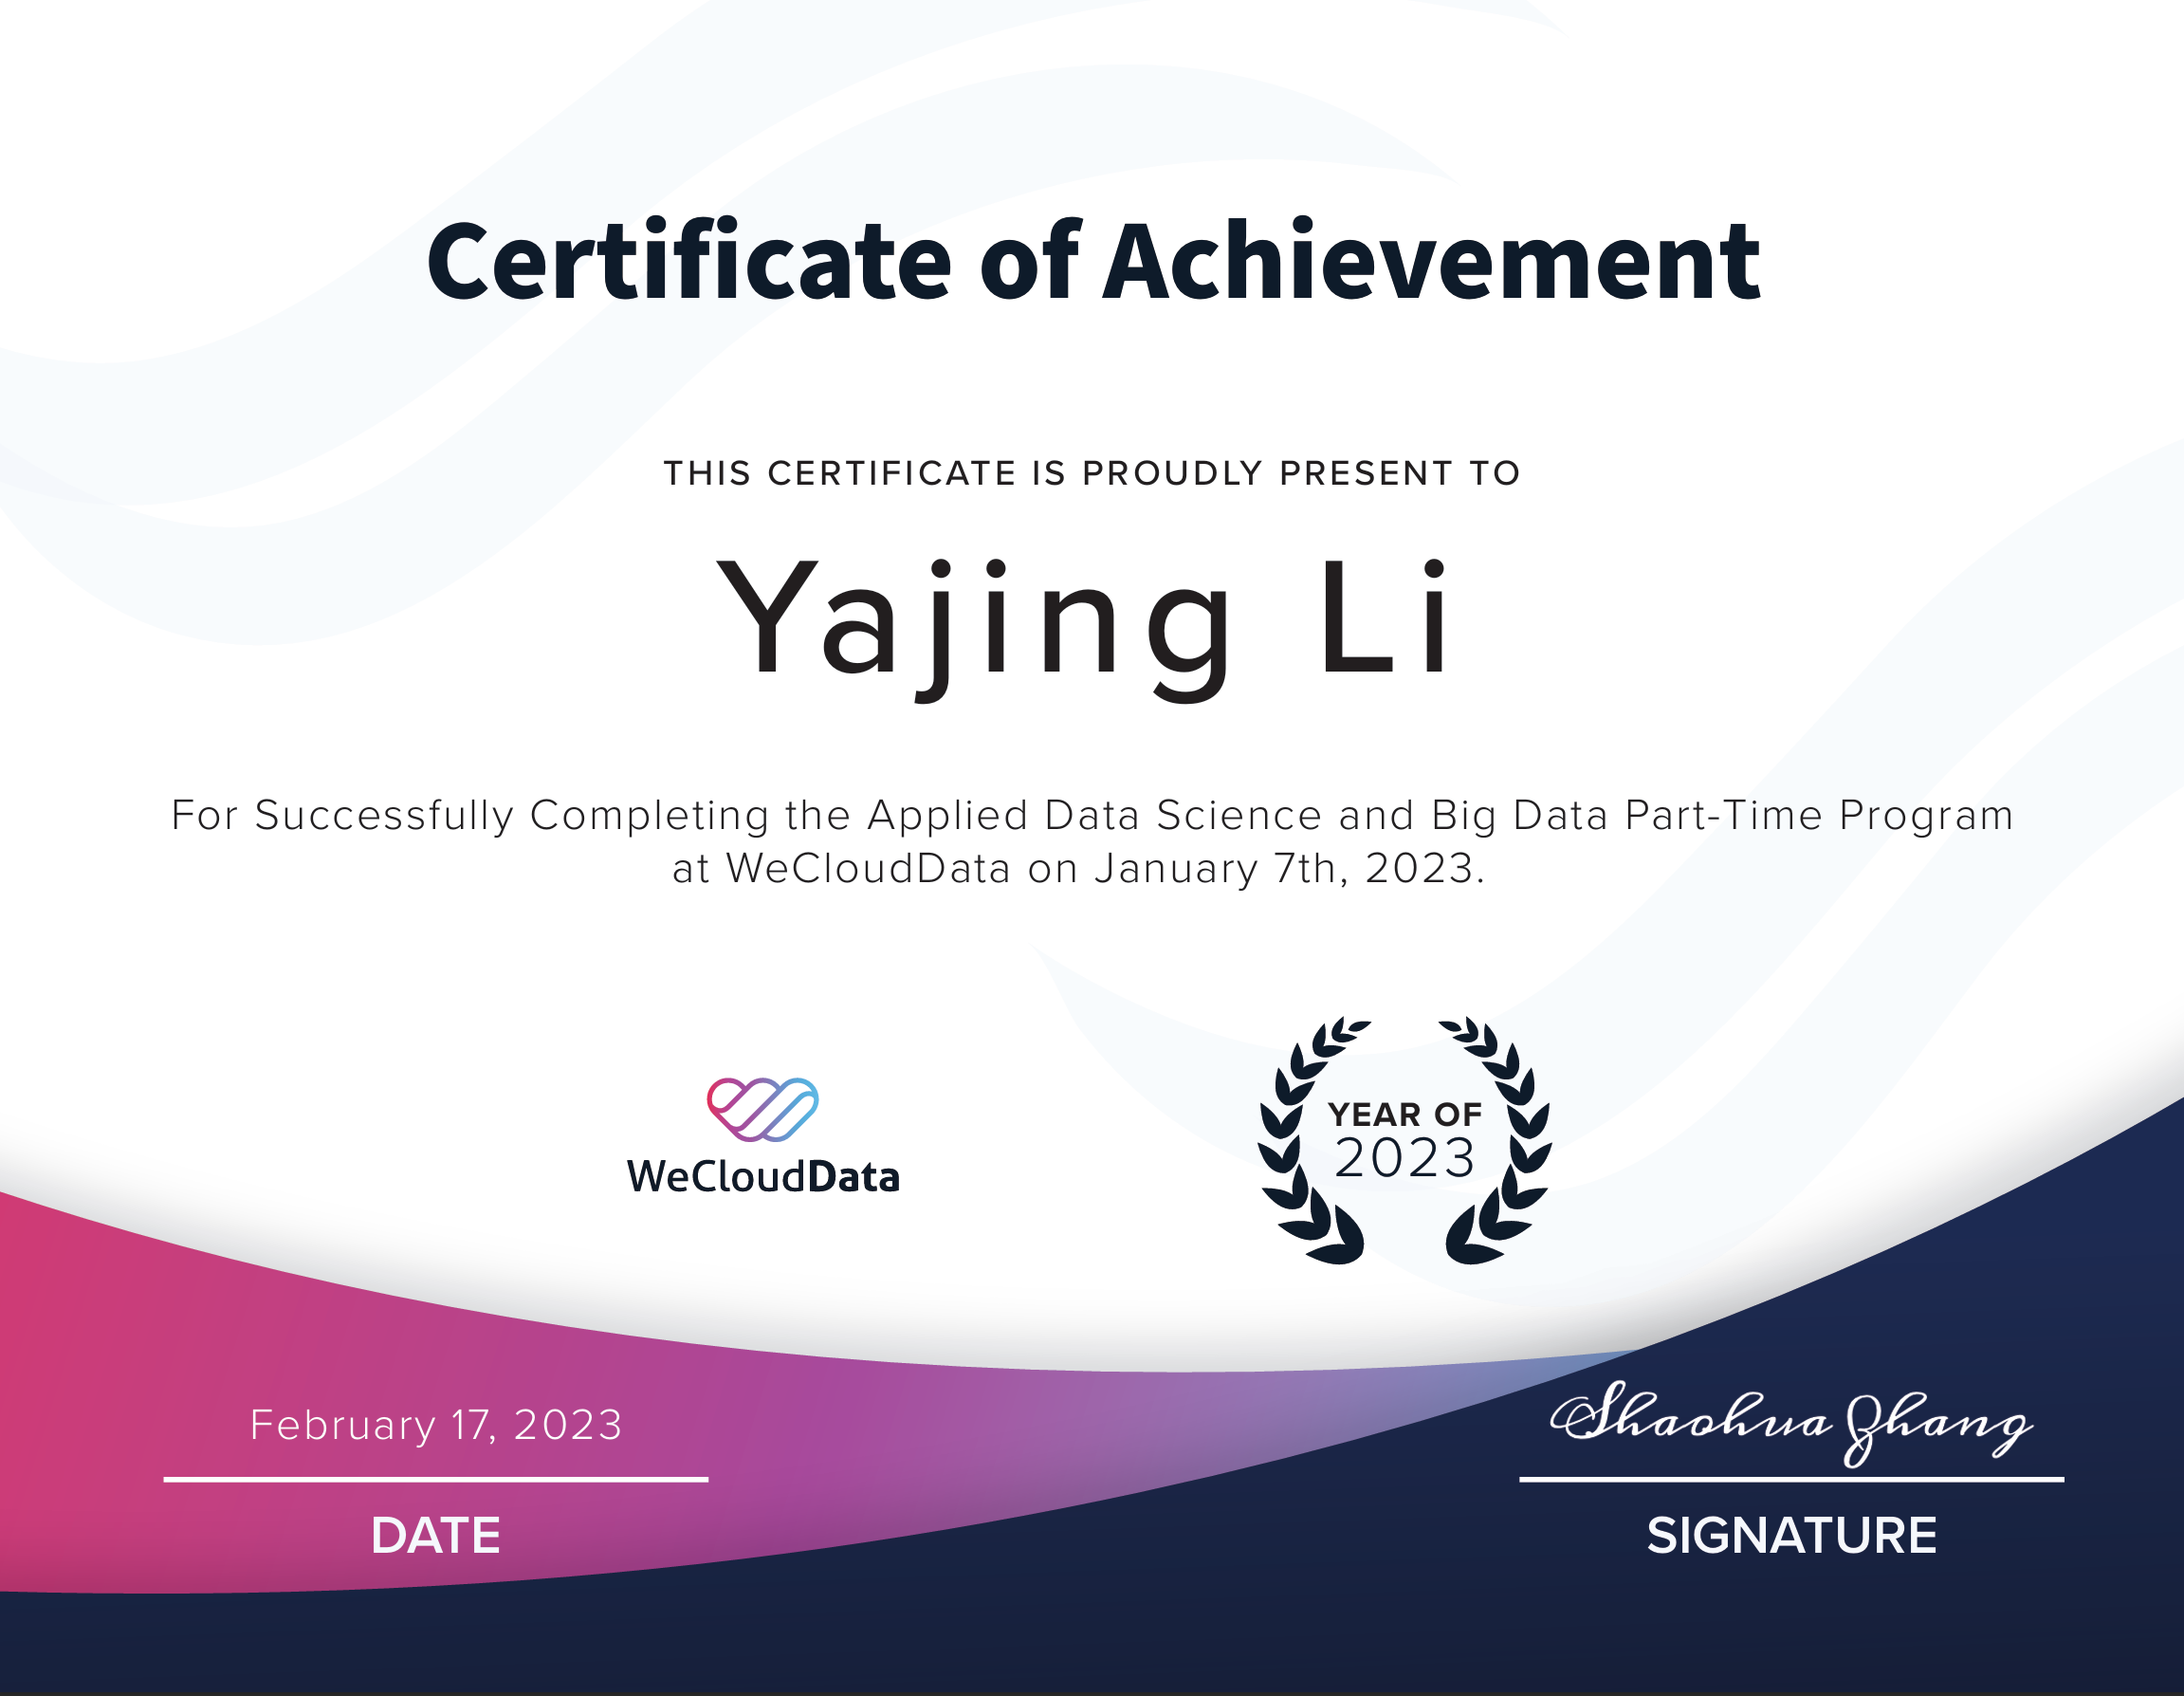 Certificate of Achievement
THIS CERTIFICATE IS PROUDLY PRESENT TO
Yajing Li
For Successfully Completing the Applied Data Science and Big Data Part-Time Program
at WeCloudData on January 7th, 2023.
WeCloudData
YEAR OF
2023
February 17, 2023
DATE
Shaohua Zhang
SIGNATURE